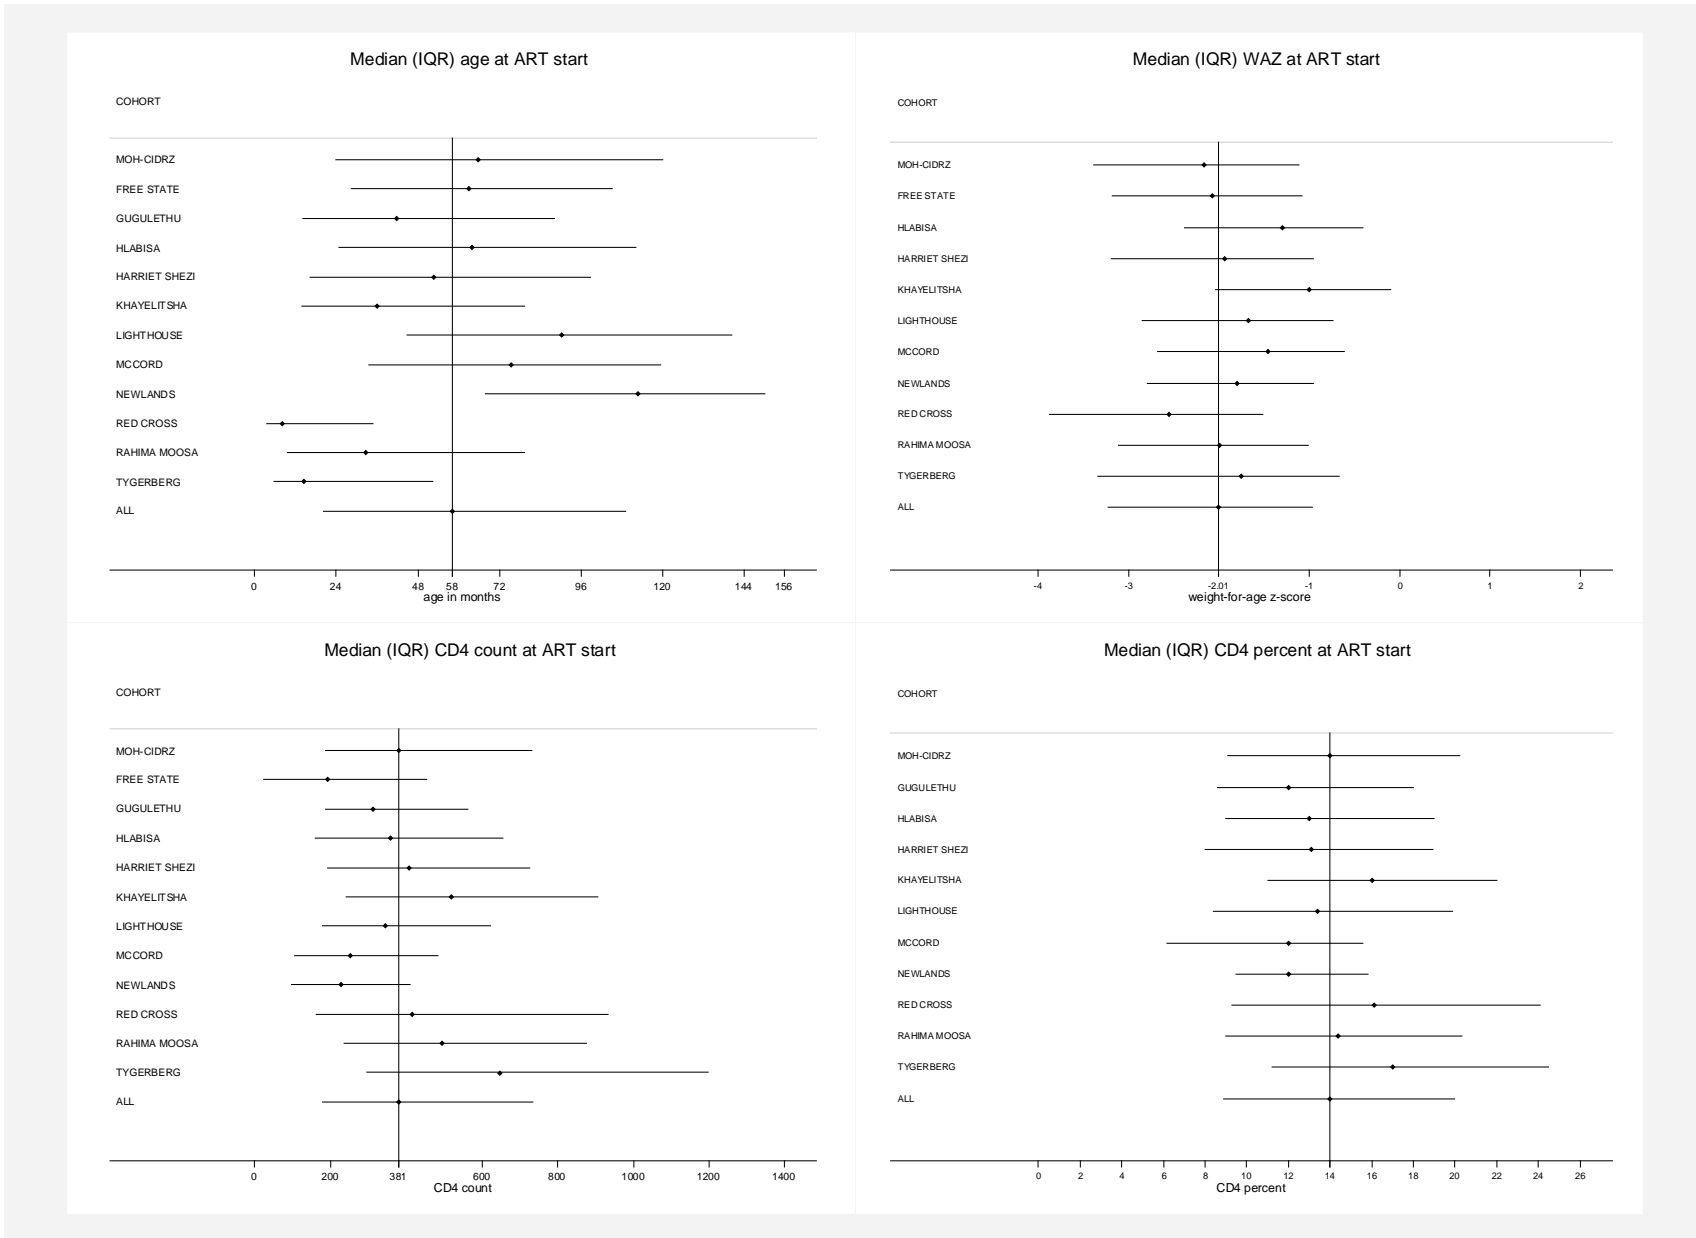 Median (IQR) age at ART start
COHORT
MOH-CIDRZ
FREE STATE
GUGULETHU
HLABISA
HARRIET SHEZI
KHAYELITSHA
LIGHTHOUSE
MCCORD
NEWLANDS
RED CROSS
RAHIMA MOOSA
TYGERBERG
ALL
0 24 48 58 72 96 120 144 156
age in months
Median (IQR) WAZ at ART start
COHORT
MOH-CIDRZ
FREE STATE
HLABISA
HARRIET SHEZI
KHAYELITSHA
LIGHTHOUSE
MCCORD
NEWLANDS
RED CROSS
RAHIMA MOOSA
TYGERBERG
ALL
-4 -3 -2.01 -1 0 1 2
weight-for-age z-score
Median (IQR) CD4 count at ART start
COHORT
MOH-CIDRZ
FREE STATE
GUGULETHU
HLABISA
HARRIET SHEZI
KHAYELITSHA
LIGHTHOUSE
MCCORD
NEWLANDS
RED CROSS
RAHIMA MOOSA
TYGERBERG
ALL
0 200 381 600 800 1000 1200 1400
CD4 count
Median (IQR) CD4 percent at ART start
COHORT
MOH-CIDRZ
GUGULETHU
HLABISA
HARRIET SHEZI
KHAYELITSHA
LIGHTHOUSE
MCCORD
NEWLANDS
RED CROSS
RAHIMA MOOSA
TYGERBERG
ALL
0 2 4 6 8 10 12 14 16 18 20 22 24 26
CD4 percent